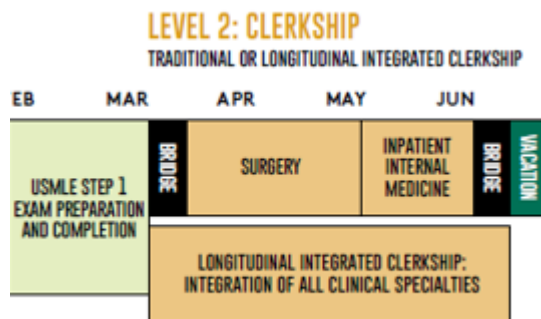 LEVEL 2: CLERKSHIP
TRADITIONAL OR LONGITUDINAL INTEGRATED CLERKSHIP
EB MAR APR MAY JUN
USMLE STEP 1
EXAM PREPARATION
AND COMPLETION
BRIDGE
SURGERY
INPATIENT
INTERNAL
MEDICINE
BRIDGE
VACATION
LONGITUDINAL INTEGRATED CLERKSHIP:
INTEGRATION OF ALL CLINICAL SPECIALTIES